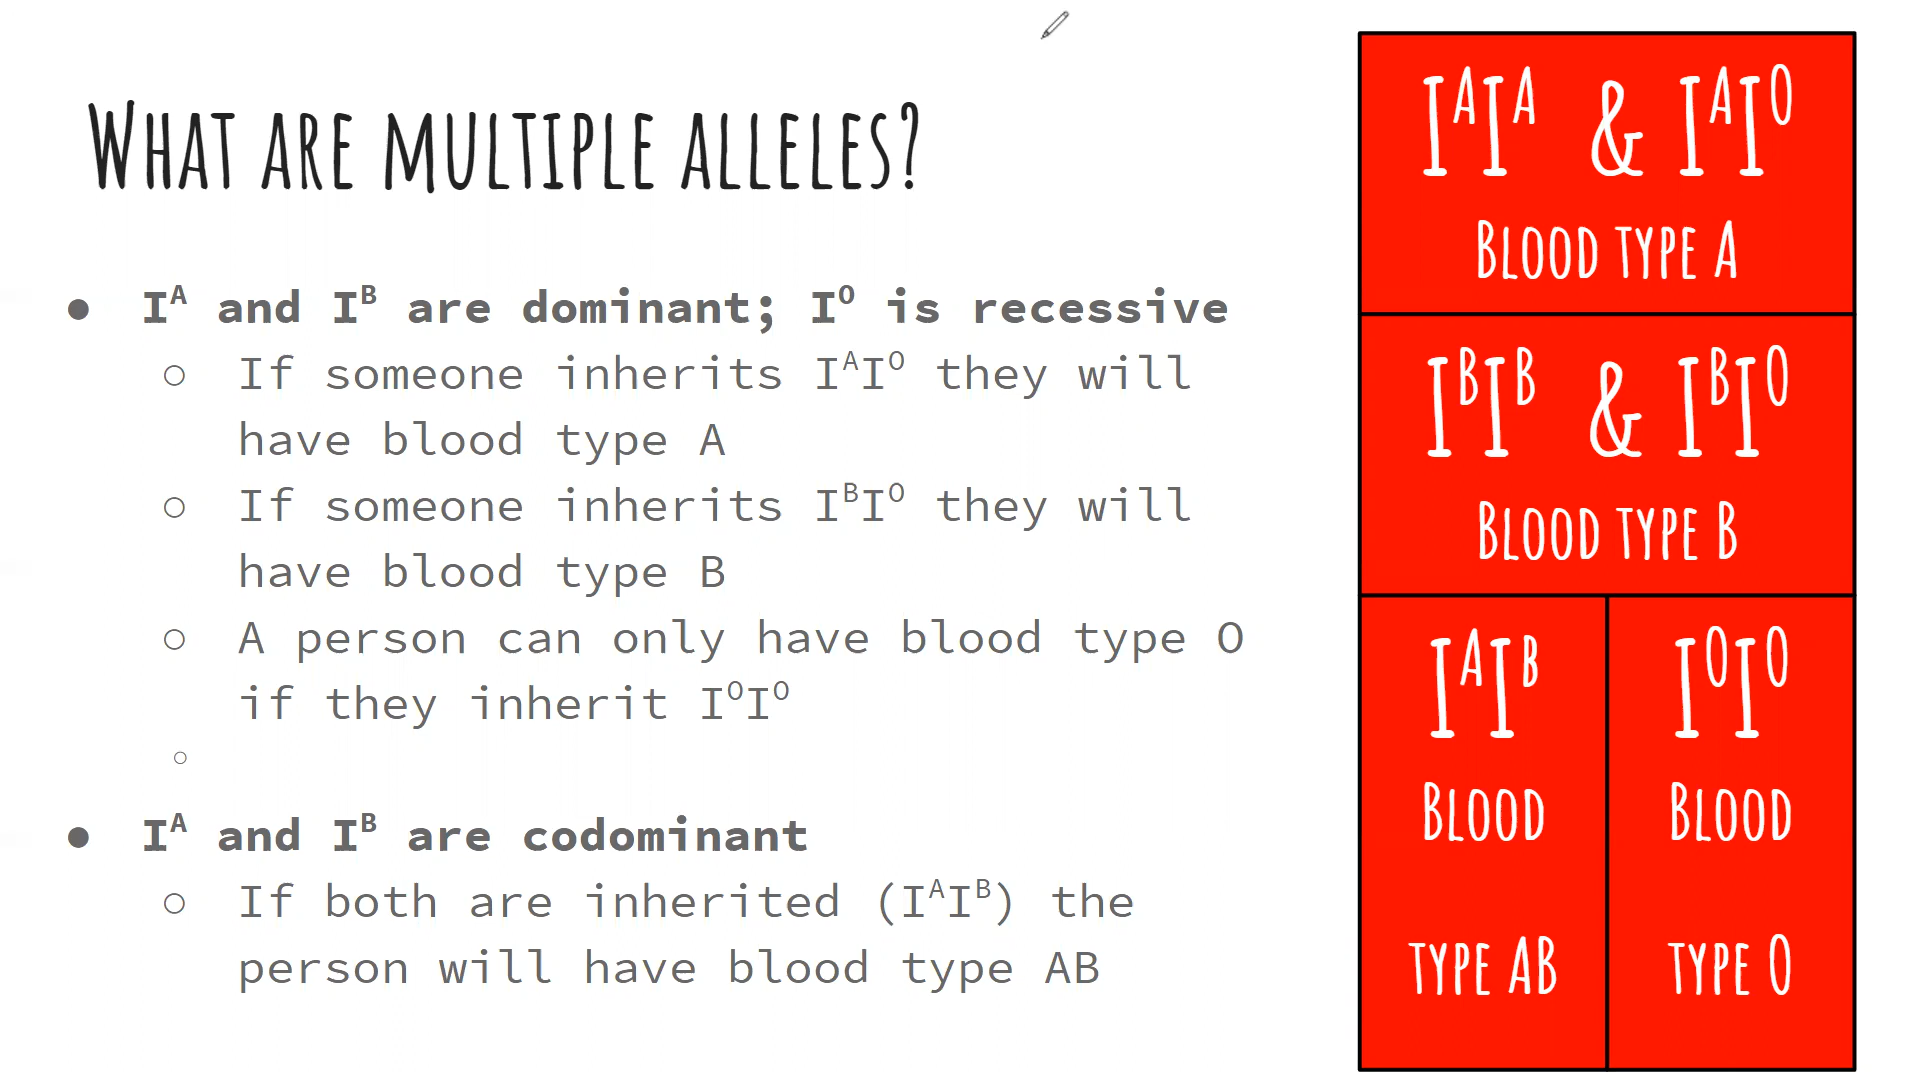 What are multiple alleles?
● Iᴬ and Iᴮ are dominant; Iᴼ is recessive
○ If someone inherits IᴬIᴼ they will
have blood type A
○ If someone inherits IᴮIᴼ they will
have blood type B
○ A person can only have blood type O
if they inherit IᴼIᴼ
○
● Iᴬ and Iᴮ are codominant
○ If both are inherited (IᴬIᴮ) the
person will have blood type AB
IᴬIᴬ & IᴬIᴼ
Blood type A
IᴮIᴮ & IᴮIᴼ
Blood type B
IᴬIᴮ
Blood
type AB
IᴼIᴼ
Blood
type O